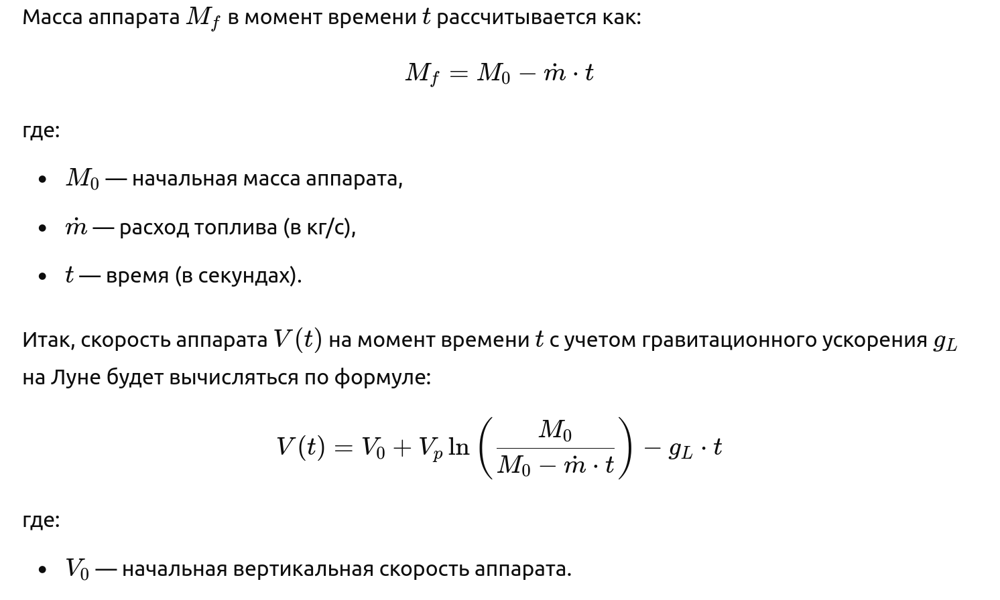 Масса аппарата $M_f$ в момент времени $t$ рассчитывается как:
$M_f = M_0 - \dot{m} \cdot t$
где:
• $M_0$ — начальная масса аппарата,
• $\dot{m}$ — расход топлива (в кг/с),
• $t$ — время (в секундах).
Итак, скорость аппарата $V(t)$ на момент времени $t$ с учетом гравитационного ускорения $g_L$
на Луне будет вычисляться по формуле:
$V(t) = V_0 + V_p \ln \left( \frac{M_0}{M_0 - \dot{m} \cdot t} \right) - g_L \cdot t$
где:
• $V_0$ — начальная вертикальная скорость аппарата.